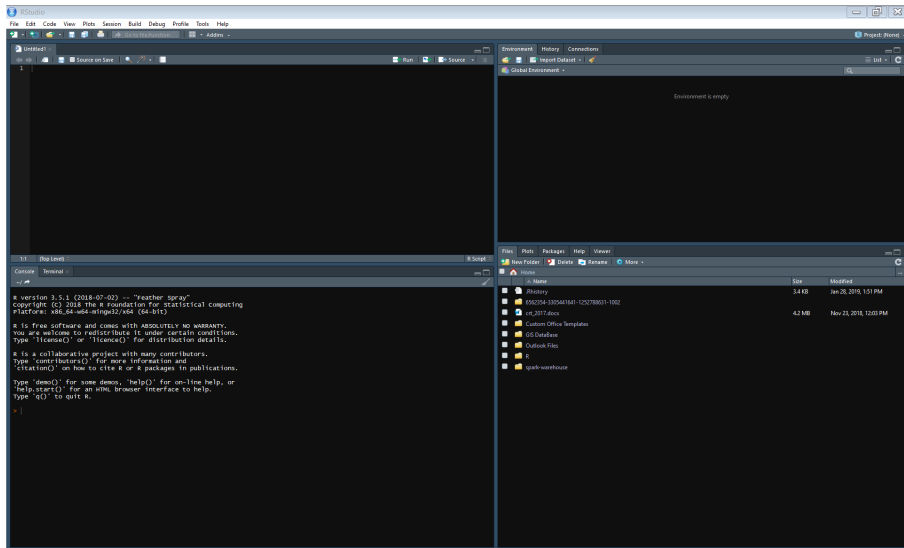 RStudio
File Edit Code View Plots Session Build Debug Profile Tools Help
Go to file/function Addins Project: (None)
Untitled1
Source on Save Run Source
1
1:1 (Top Level) R Script
Console Terminal
~/
R version 3.5.1 (2018-07-02) -- "Feather Spray"
Copyright (C) 2018 The R Foundation for Statistical Computing
Platform: x86_64-w64-mingw32/x64 (64-bit)
R is free software and comes with ABSOLUTELY NO WARRANTY.
You are welcome to redistribute it under certain conditions.
Type 'license()' or 'licence()' for distribution details.
R is a collaborative project with many contributors.
Type 'contributors()' for more information and
'citation()' on how to cite R or R packages in publications.
Type 'demo()' for some demos, 'help()' for on-line help, or
'help.start()' for an HTML browser interface to help.
Type 'q()' to quit R.
>
Environment History Connections
Import Dataset List
Global Environment
Environment is empty
Files Plots Packages Help Viewer
New Folder Delete Rename More
Home
Name Size Modified
.Rhistory 3.4 KB Jan 28, 2019, 1:51 PM
6562354-3385441641-1252788631-1002
crt_2017.docx 4.2 MB Nov 23, 2018, 12:03 PM
Custom Office Templates
GIS DataBase
Outlook Files
R
spark-warehouse